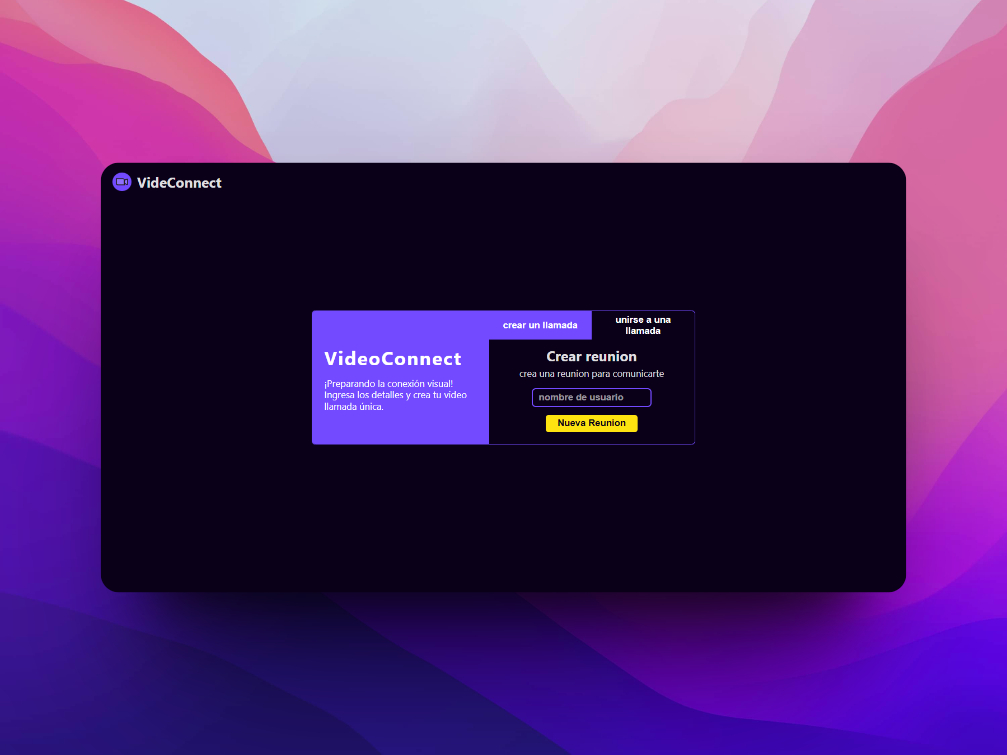 VideConnect
crear un llamada
unirse a una
llamada
VideoConnect
¡Preparando la conexión visual!
Ingresa los detalles y crea tu video
llamada única.
Crear reunion
crea una reunion para comunicarte
nombre de usuario
Nueva Reunion